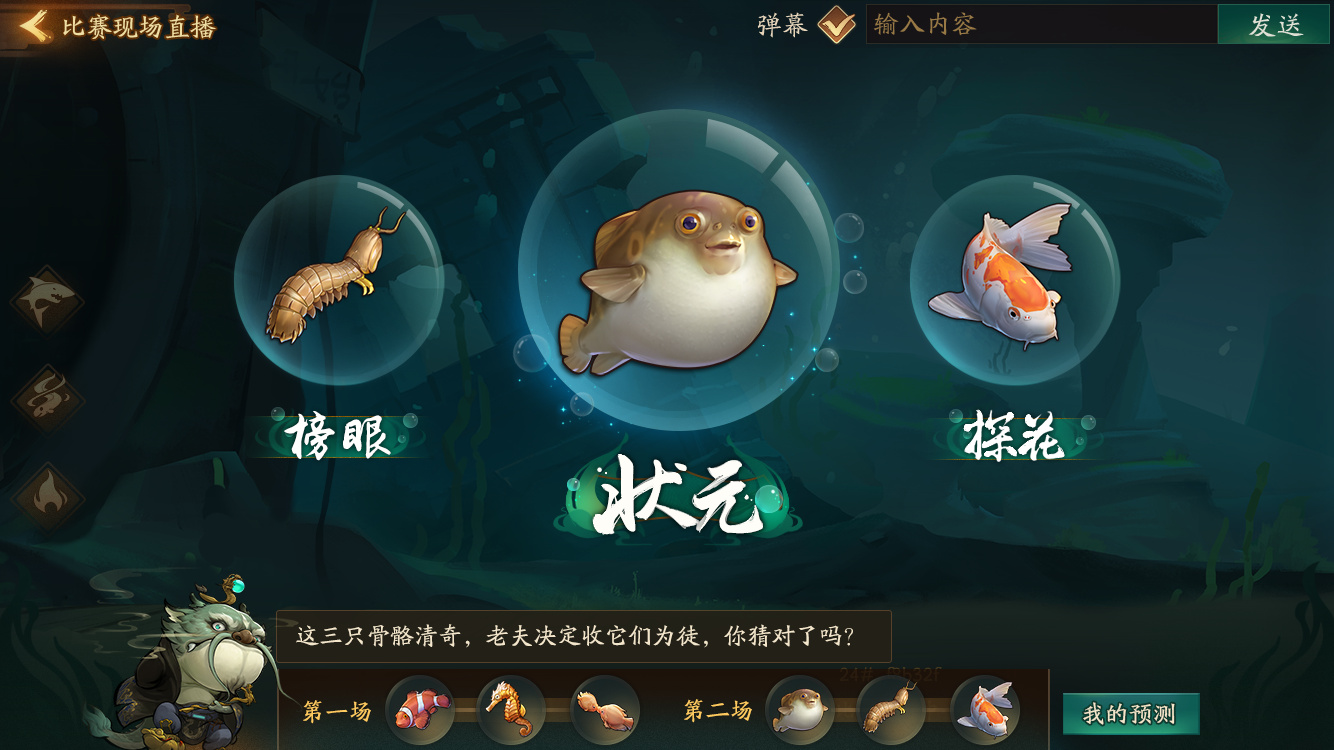 比赛现场直播
弹幕
输入内容
发送
榜眼
状元
探花
这三只骨骼清奇，老夫决定收它们为徒，你猜对了吗？
第一场
第二场
我的预测